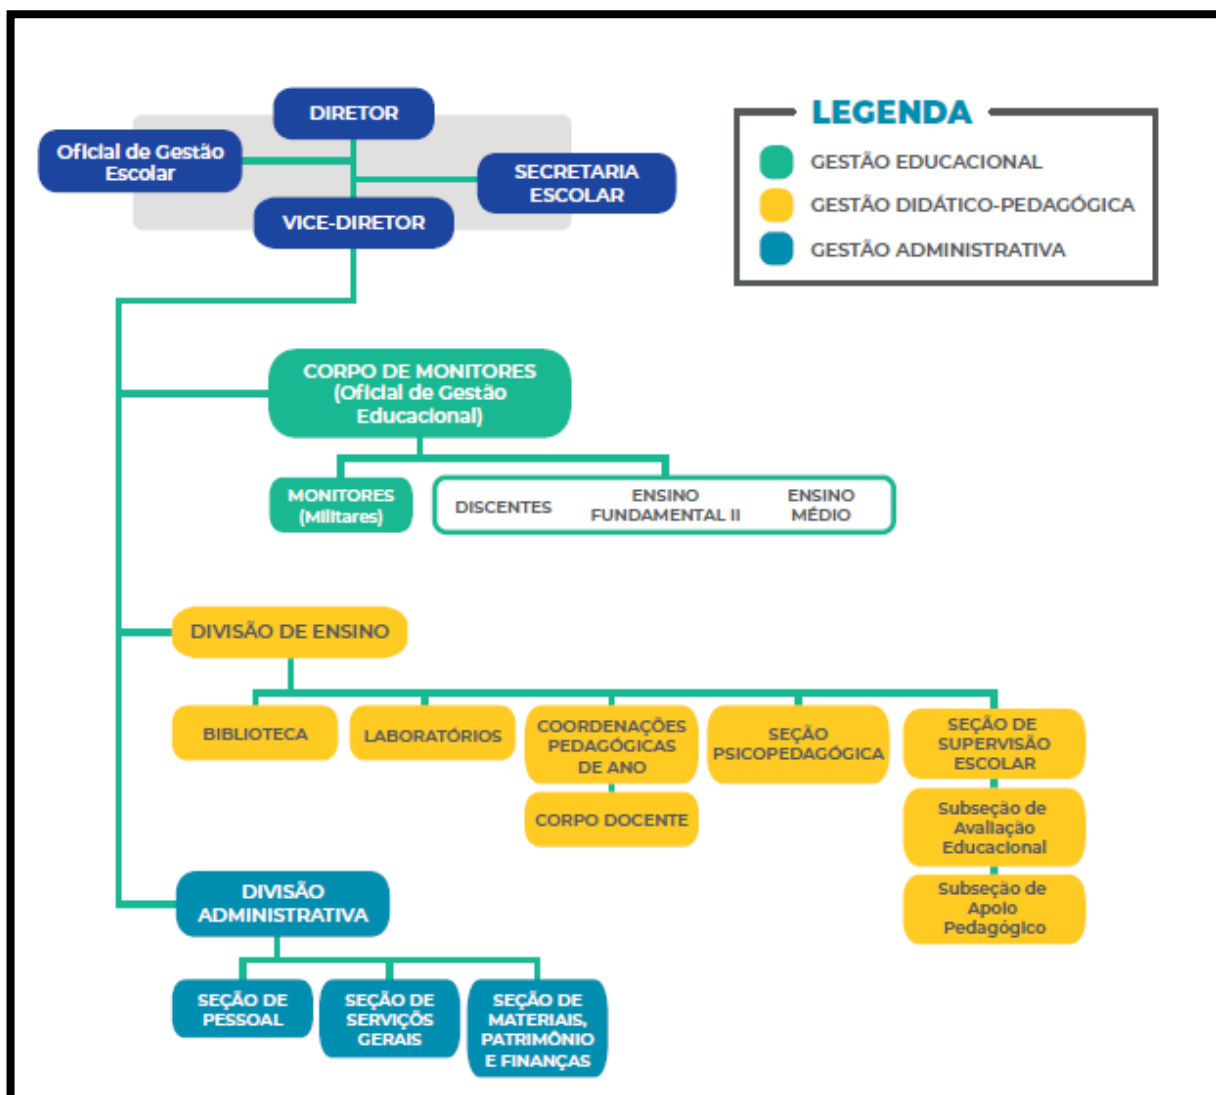 DIRETOR
Oficial de Gestão
Escolar
SECRETARIA
ESCOLAR
VICE-DIRETOR
LEGENDA
GESTÃO EDUCACIONAL
GESTÃO DIDÁTICO-PEDAGÓGICA
GESTÃO ADMINISTRATIVA
CORPO DE MONITORES
(Oficial de Gestão
Educacional)
MONITORES
(Militares)
DISCENTES
ENSINO
FUNDAMENTAL II
ENSINO
MÉDIO
DIVISÃO DE ENSINO
BIBLIOTECA
LABORATÓRIOS
COORDENAÇÕES
PEDAGÓGICAS
DE ANO
CORPO DOCENTE
SEÇÃO
PSICOPEDAGÓGICA
SEÇÃO DE
SUPERVISÃO
ESCOLAR
Subseção de
Avaliação
Educacional
Subseção de
Apoio
Pedagógico
DIVISÃO
ADMINISTRATIVA
SEÇÃO DE
PESSOAL
SEÇÃO DE
SERVIÇÕS
GERAIS
SEÇÃO DE
MATERIAIS,
PATRIMÔNIO
E FINANÇAS